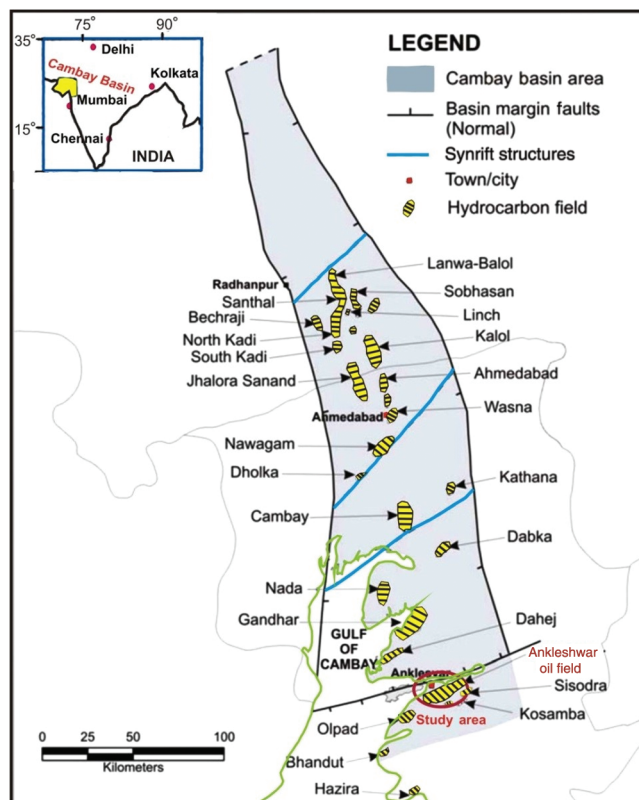 35°
75°
90°
Delhi
Cambay Basin
Kolkata
Mumbai
15°
Chennai
INDIA
LEGEND
Cambay basin area
Basin margin faults
(Normal)
Synrift structures
Town/city
Hydrocarbon field
Lanwa-Balol
Radhanpur
Santhal
Sobhasan
Bechraji
Linch
North Kadi
Kalol
South Kadi
Jhalora Sanand
Ahmedabad
Ahmedabad
Wasna
Nawagam
Dholka
Kathana
Cambay
Dabka
Nada
Gandhar
Dahej
GULF
OF
CAMBAY
Ankleshwar
oil field
Sisodra
Study area
Kosamba
Olpad
Bhandut
Hazira
0 25 50 100
Kilometers